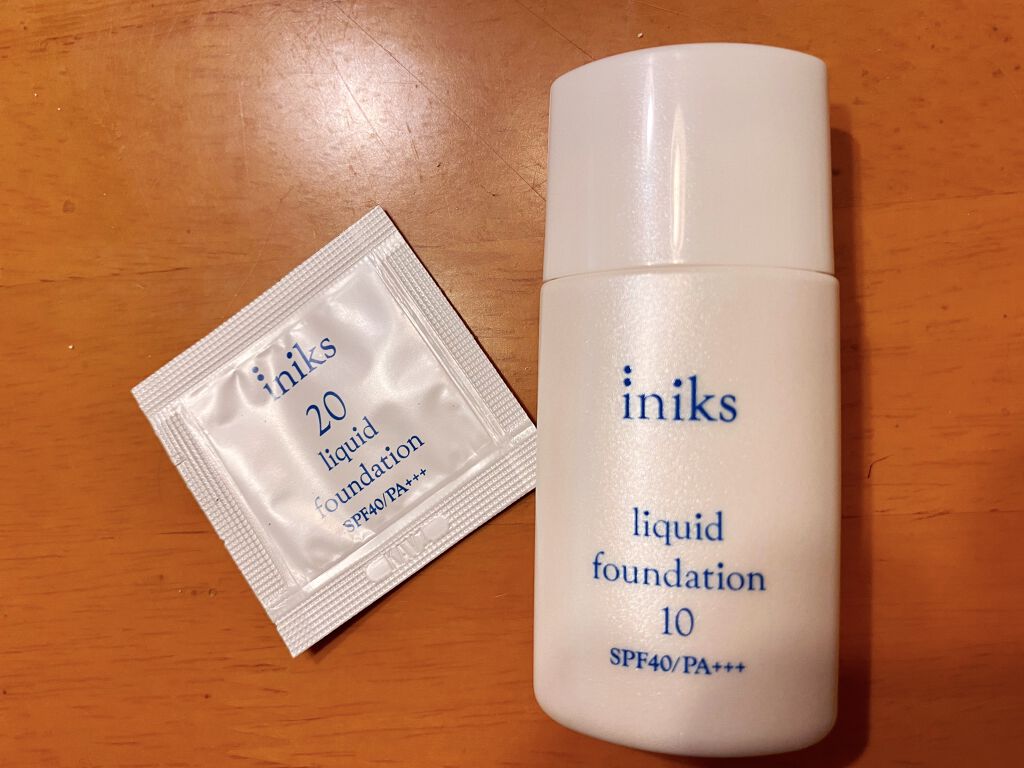 iniks
20
liquid
foundation
SPF40/PA+++
iniks
liquid
foundation
10
SPF40/PA+++